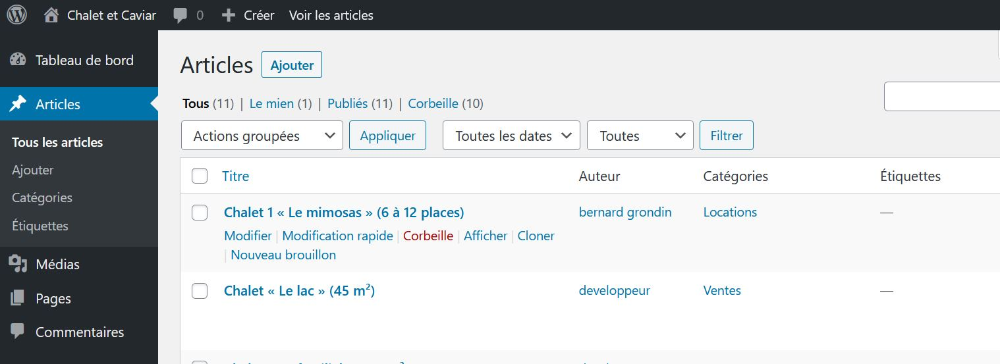 Chalet et Caviar 0 Créer Voir les articles
Tableau de bord
Articles
Tous les articles
Ajouter
Catégories
Étiquettes
Médias
Pages
Commentaires
Articles Ajouter
Tous (11) | Le mien (1) | Publiés (11) | Corbeille (10)
Actions groupées Appliquer Toutes les dates Toutes Filtrer
Titre Auteur Catégories Étiquettes
Chalet 1 « Le mimosas » (6 à 12 places) bernard grondin Locations —
Modifier | Modification rapide | Corbeille | Afficher | Cloner
| Nouveau brouillon
Chalet « Le lac » (45 m²) developpeur Ventes —